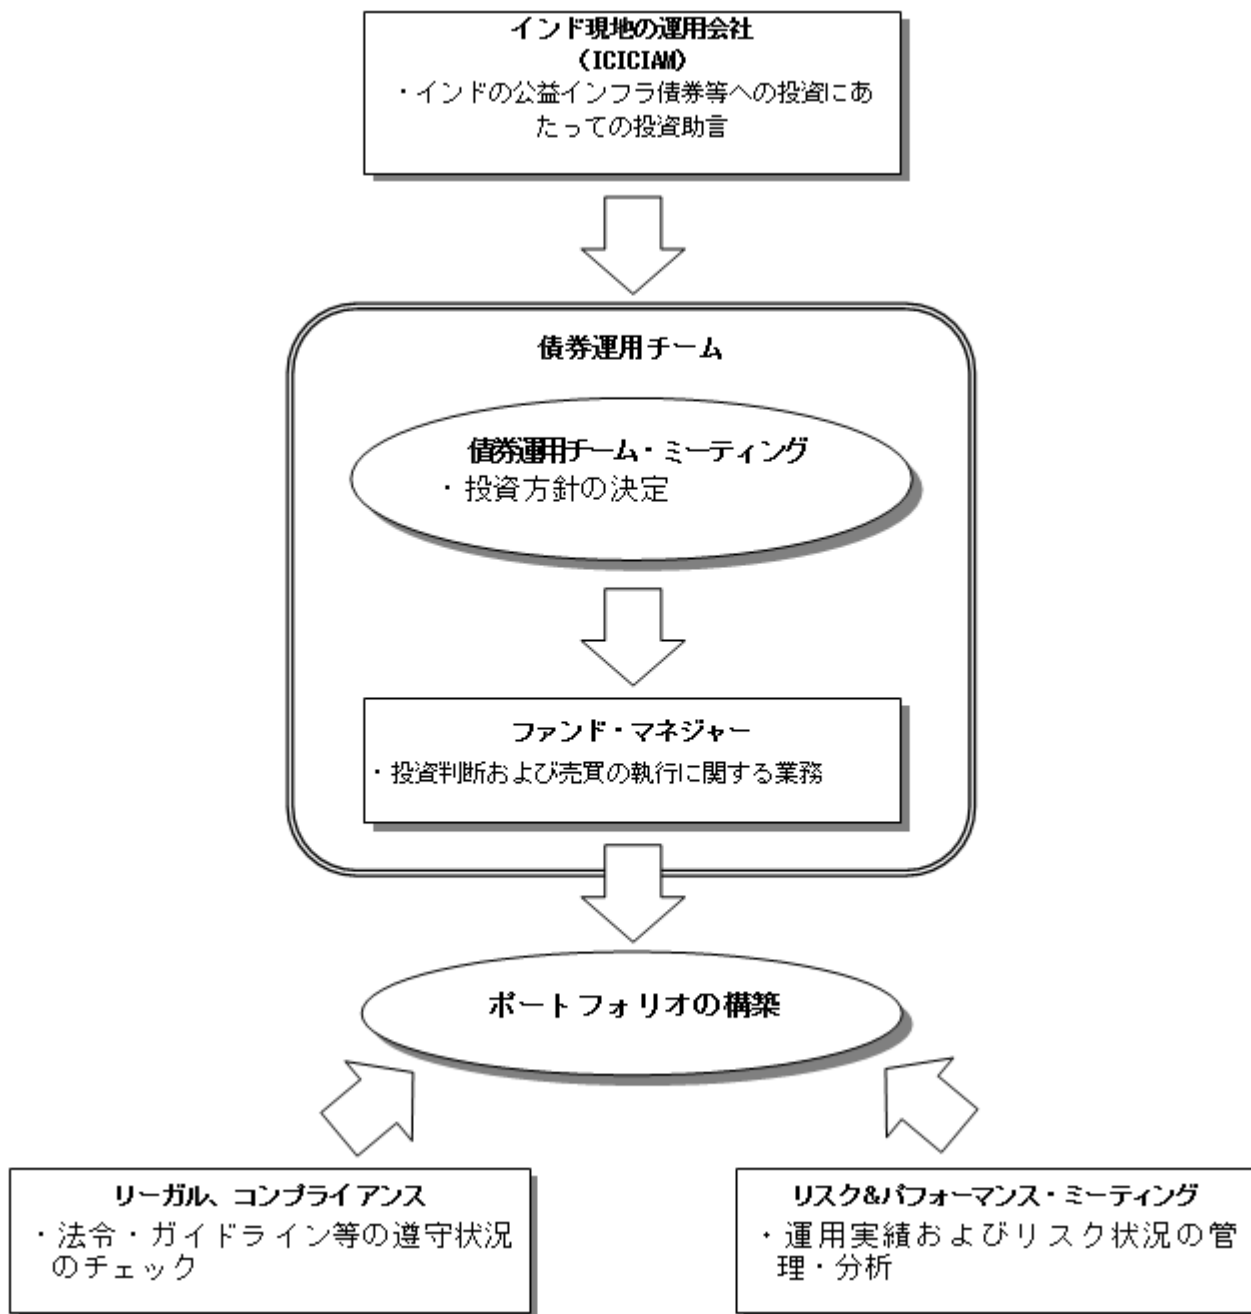 インド現地の運用会社
（ICICIAM）
・インドの公益インフラ債券等への投資にあ
たっての投資助言
債券運用チーム
債券運用チーム・ミーティング
・投資方針の決定
ファンド・マネジャー
・投資判断および売買の執行に関する業務
ポートフォリオの構築
リーガル、コンプライアンス
・法令・ガイドライン等の遵守状況
のチェック
リスク&パフォーマンス・ミーティング
・運用実績およびリスク状況の管
理・分析